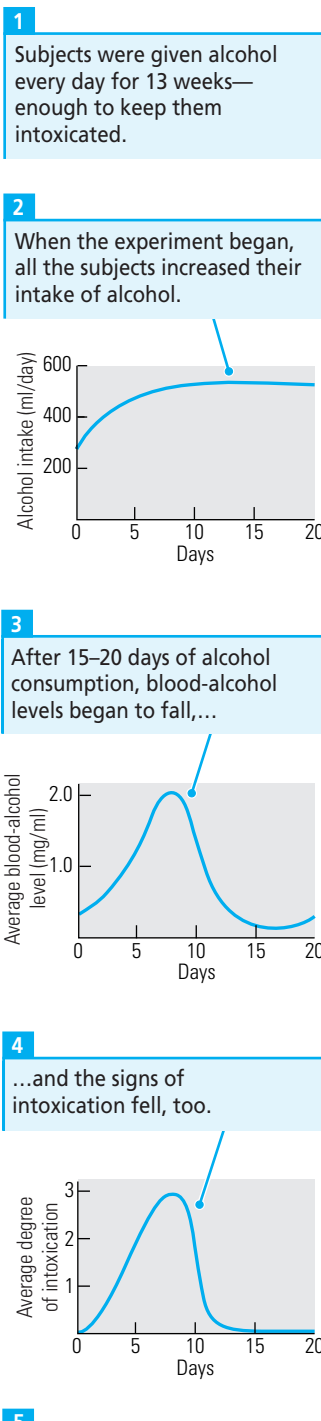 1
Subjects were given alcohol
every day for 13 weeks—
enough to keep them
intoxicated.
2
When the experiment began,
all the subjects increased their
intake of alcohol.
Alcohol intake (ml/day)
600
400
200
0 5 10 15 20
Days
3
After 15–20 days of alcohol
consumption, blood-alcohol
levels began to fall,…
Average blood-alcohol
level (mg/ml)
2.0
1.0
0 5 10 15 20
Days
4
…and the signs of
intoxication fell, too.
Average degree
of intoxication
3
2
1
0 5 10 15 20
Days
5